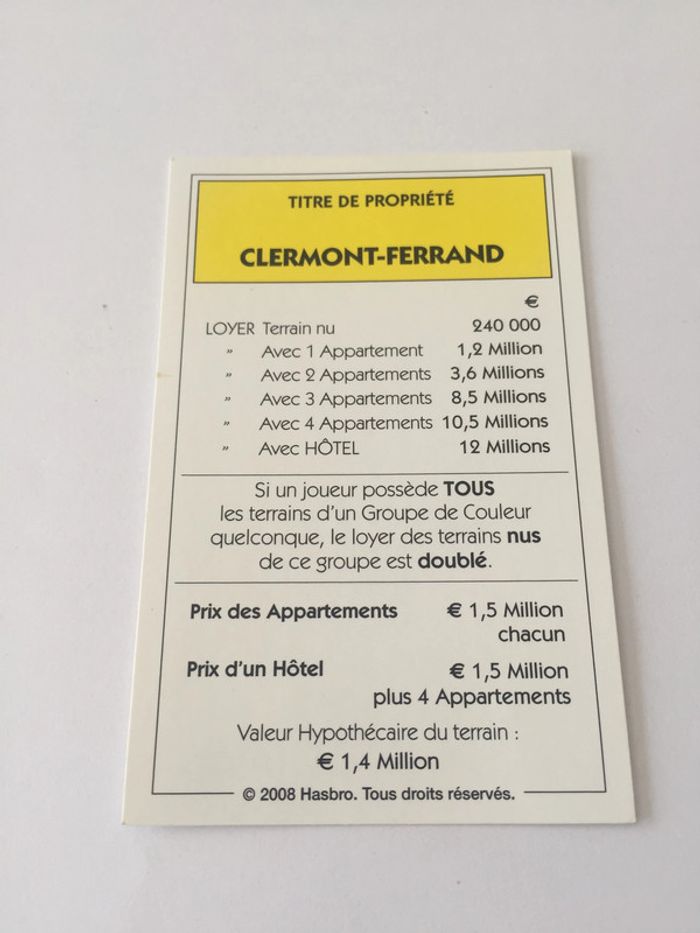 TITRE DE PROPRIÉTÉ
CLERMONT-FERRAND
€
LOYER Terrain nu 240 000
” Avec 1 Appartement 1,2 Million
” Avec 2 Appartements 3,6 Millions
” Avec 3 Appartements 8,5 Millions
” Avec 4 Appartements 10,5 Millions
” Avec HÔTEL 12 Millions
Si un joueur possède TOUS
les terrains d'un Groupe de Couleur
quelconque, le loyer des terrains nus
de ce groupe est doublé.
Prix des Appartements € 1,5 Million
chacun
Prix d'un Hôtel € 1,5 Million
plus 4 Appartements
Valeur Hypothécaire du terrain :
€ 1,4 Million
© 2008 Hasbro. Tous droits réservés.